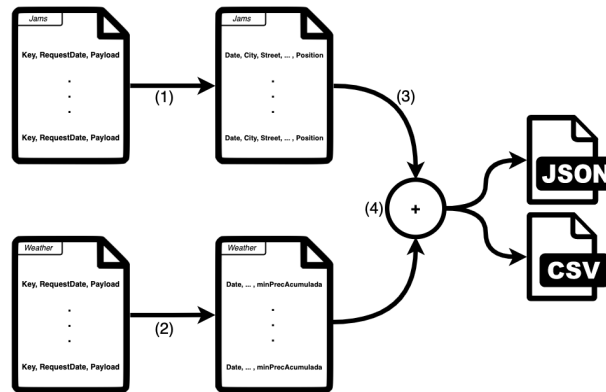 Jams
Key, RequestDate, Payload
Key, RequestDate, Payload
(1)
Jams
Date, City, Street, ... , Position
Date, City, Street, ... , Position
(3)
(4)
+
JSON
CSV
Weather
Key, RequestDate, Payload
Key, RequestDate, Payload
(2)
Weather
Date, ... , minPrecAcumulada
Date, ... , minPrecAcumulada